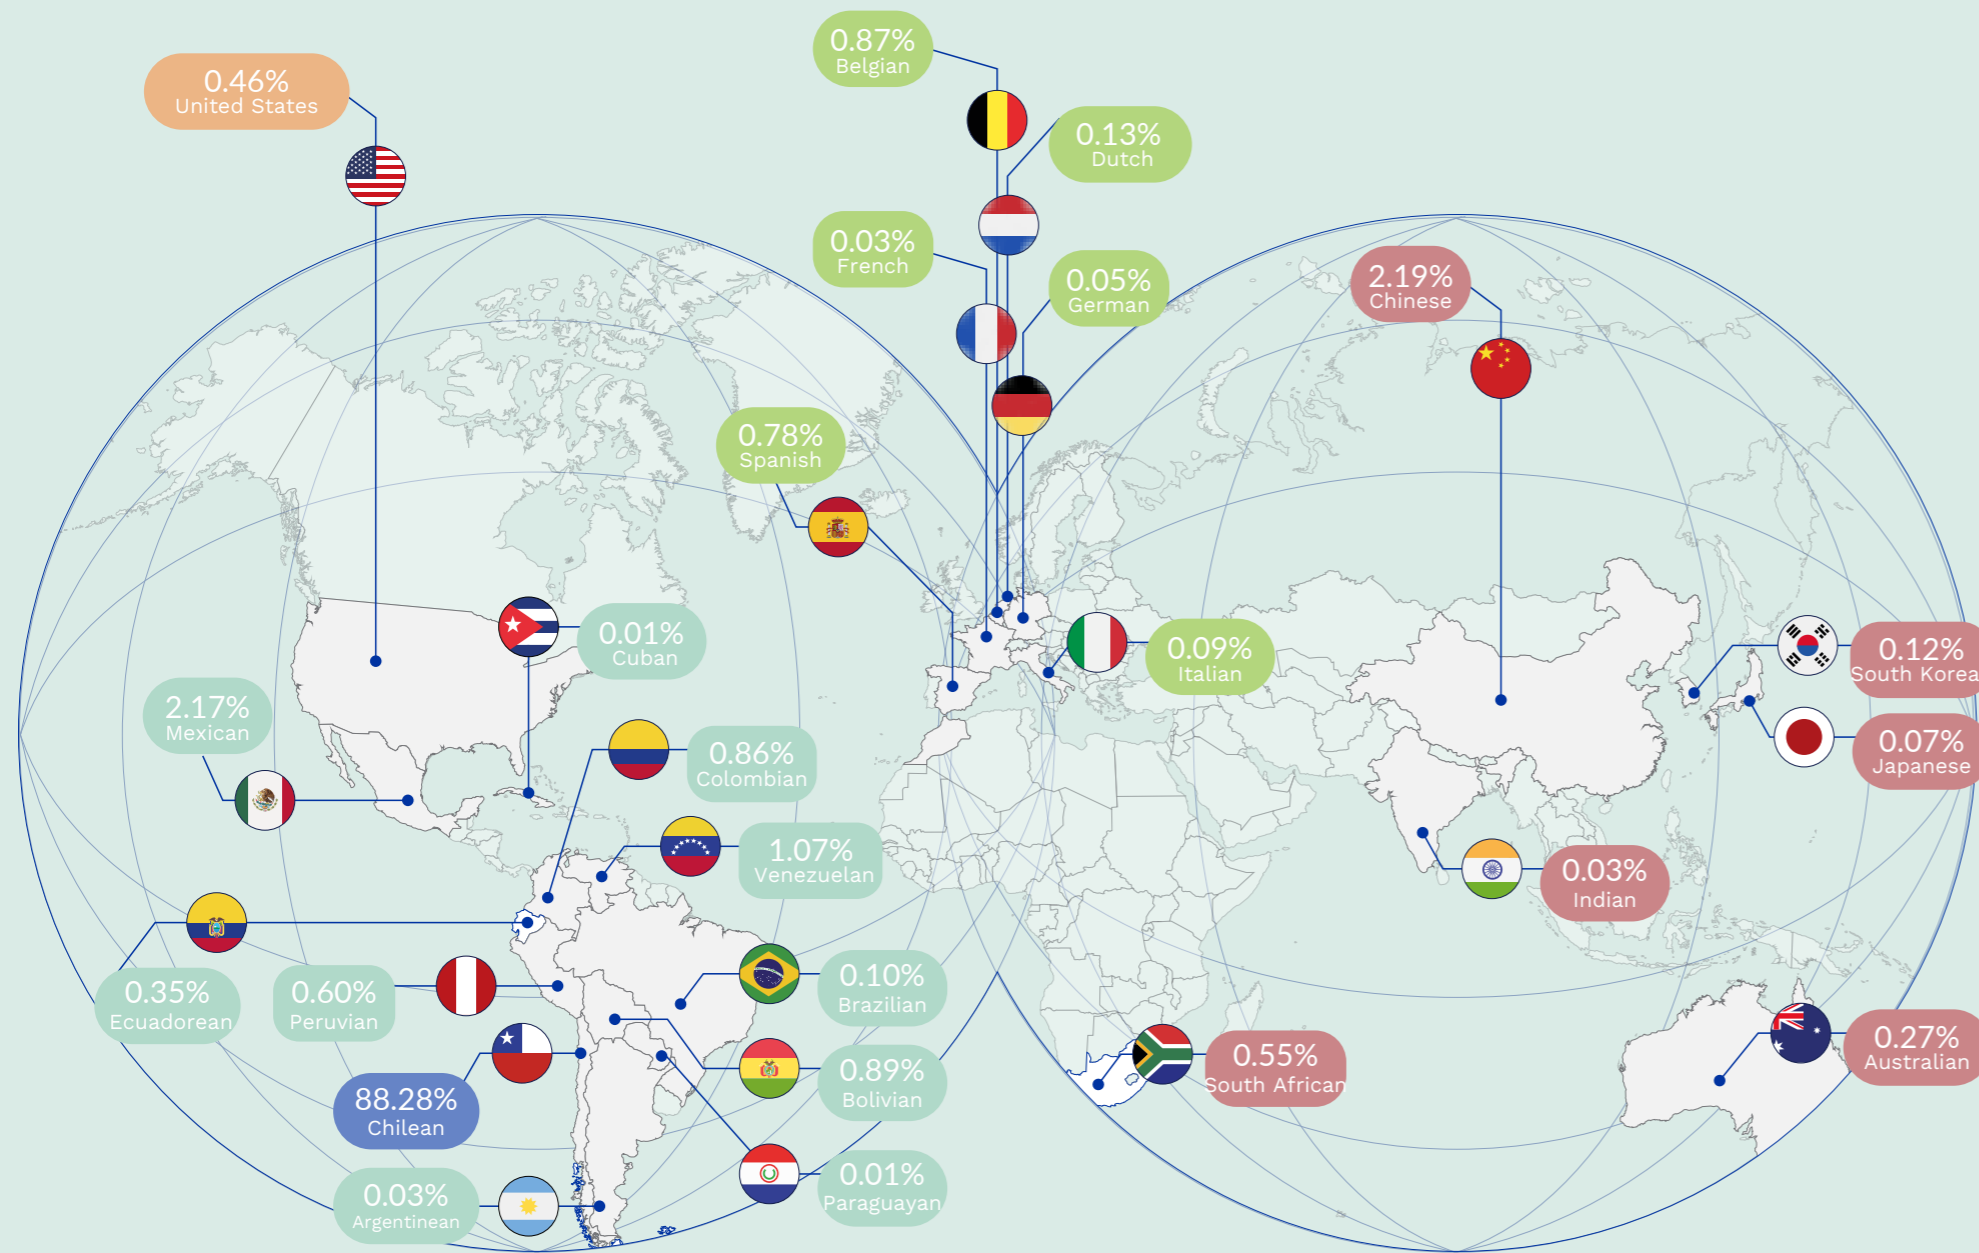 0.87%
Belgian
0.46%
United States
0.13%
Dutch
0.03%
French
0.05%
German
2.19%
Chinese
0.78%
Spanish
0.01%
Cuban
0.09%
Italian
0.12%
South Korea
2.17%
Mexican
0.86%
Colombian
0.07%
Japanese
1.07%
Venezuelan
0.03%
Indian
0.35%
Ecuadorean
0.60%
Peruvian
0.10%
Brazilian
0.55%
South African
0.27%
Australian
88.28%
Chilean
0.89%
Bolivian
0.01%
Paraguayan
0.03%
Argentinean